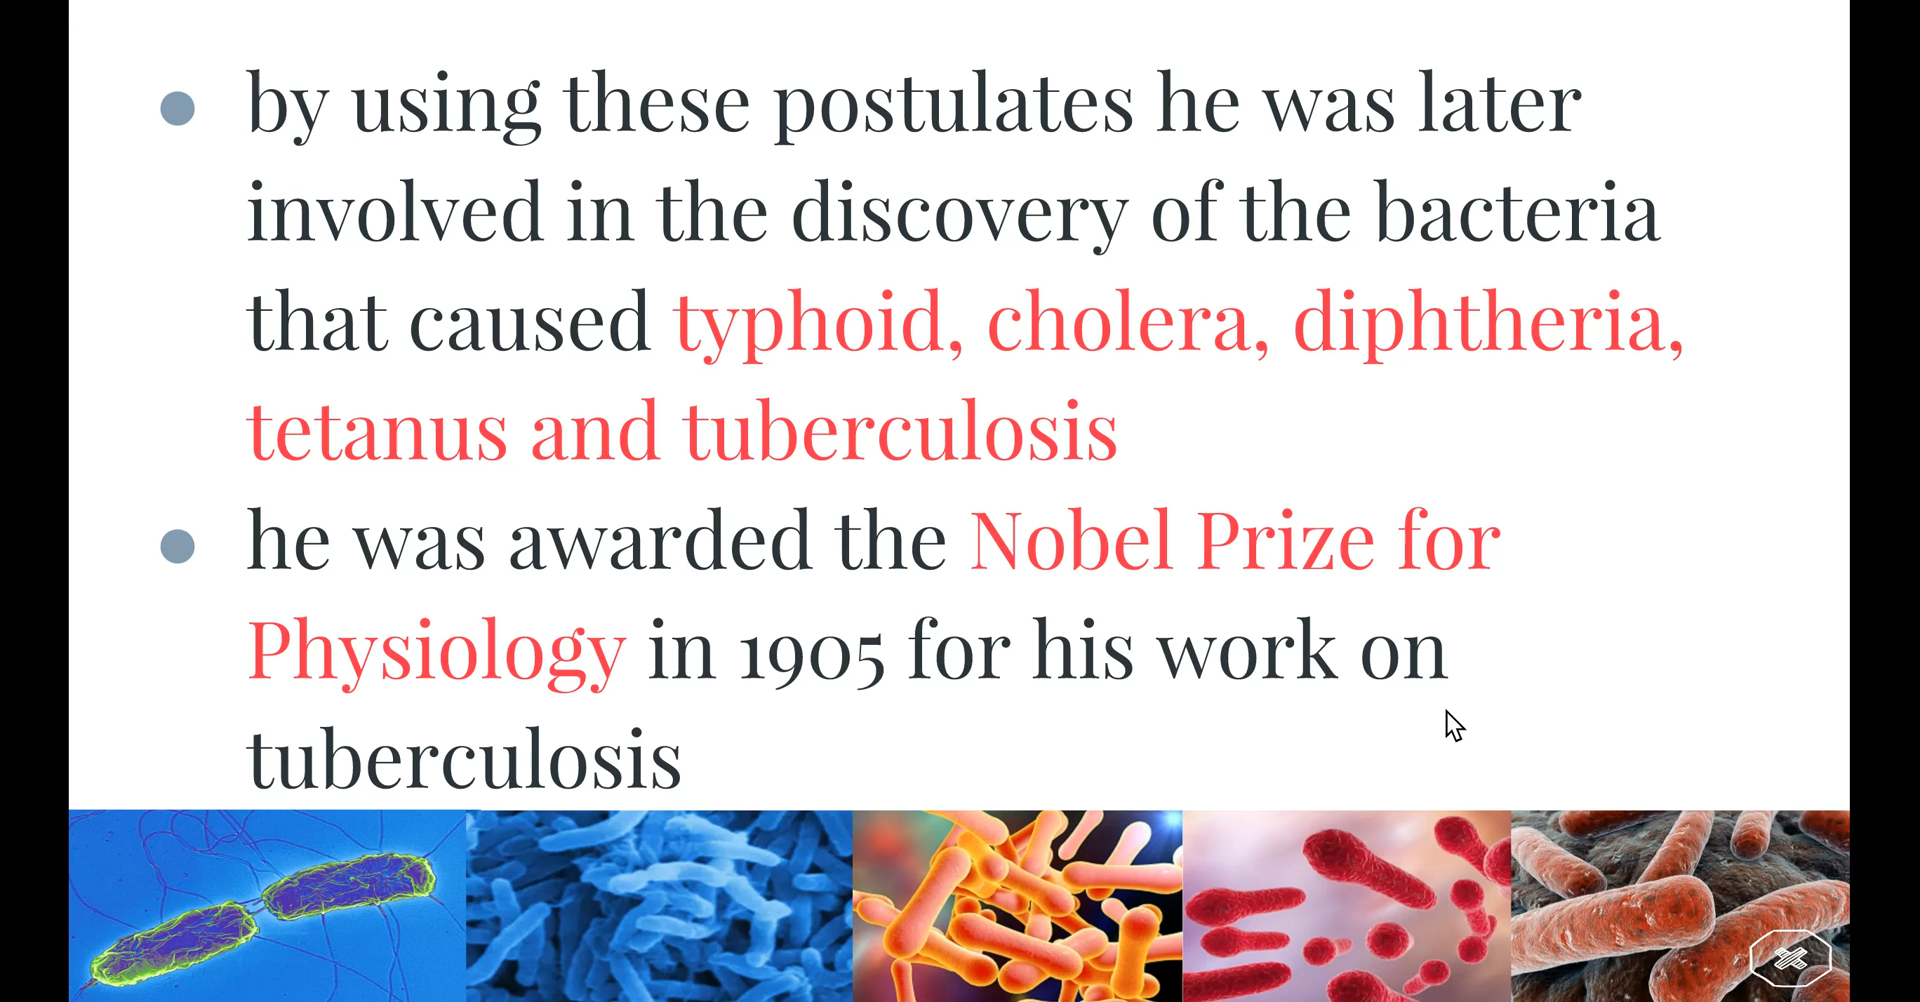 by using these postulates he was later
involved in the discovery of the bacteria
that caused typhoid, cholera, diphtheria,
tetanus and tuberculosis
he was awarded the Nobel Prize for
Physiology in 1905 for his work on
tuberculosis